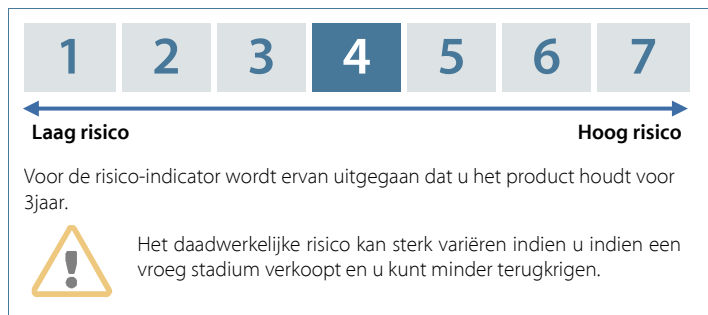 1 2 3 4 5 6 7
Laag risico Hoog risico
Voor de risico-indicator wordt ervan uitgegaan dat u het product houdt voor
3jaar.
Het daadwerkelijke risico kan sterk variëren indien u indien een
vroeg stadium verkoopt en u kunt minder terugkrigen.